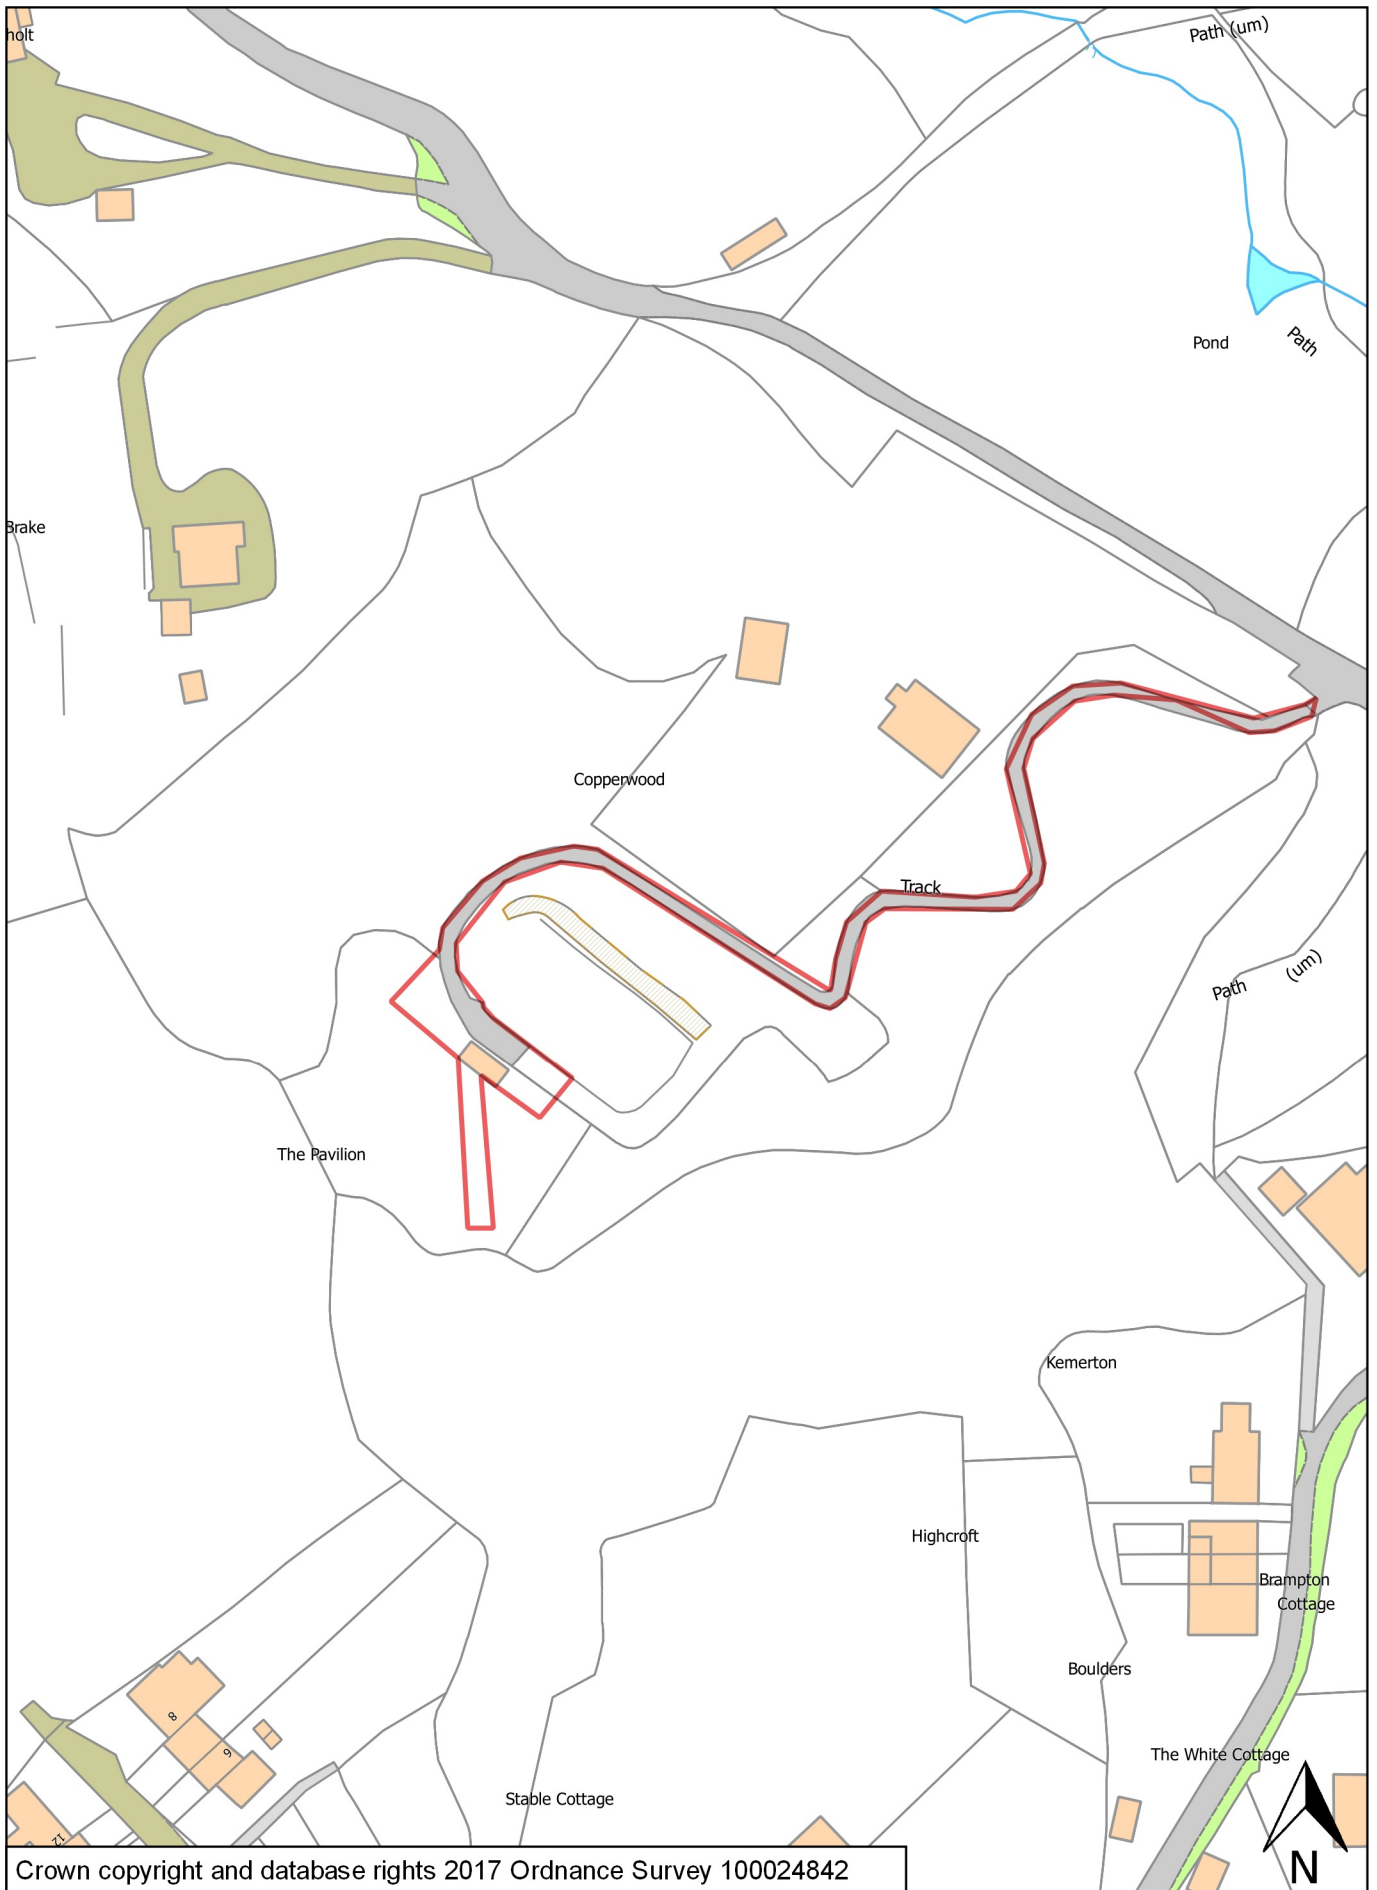 holt
Path (um)
Pond
Path
Brake
Copperwood
Track
Path
(um)
The Pavilion
Kemerton
Highcroft
Brampton
Cottage
Boulders
8
6
The White Cottage
Stable Cottage
12
N
Crown copyright and database rights 2017 Ordnance Survey 100024842